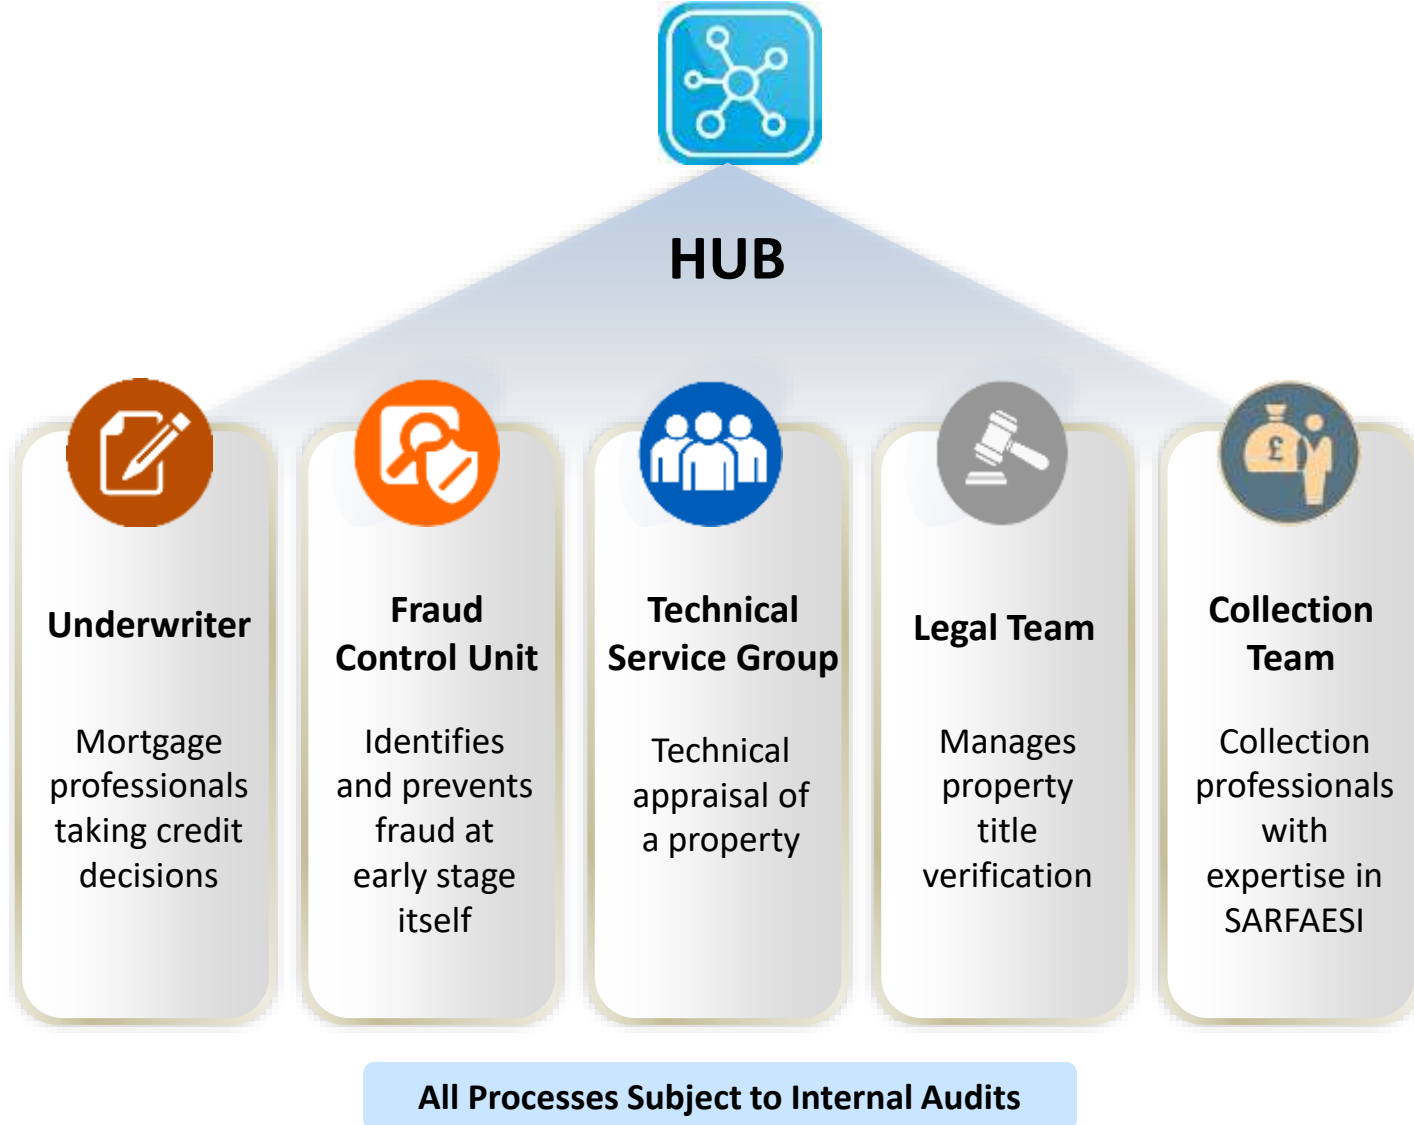 HUB
Underwriter
Mortgage
professionals
taking credit
decisions
Fraud
Control Unit
Identifies
and prevents
fraud at
early stage
itself
Technical
Service Group
Technical
appraisal of
a property
Legal Team
Manages
property
title
verification
Collection
Team
Collection
professionals
with
expertise in
SARFAESI
£
All Processes Subject to Internal Audits